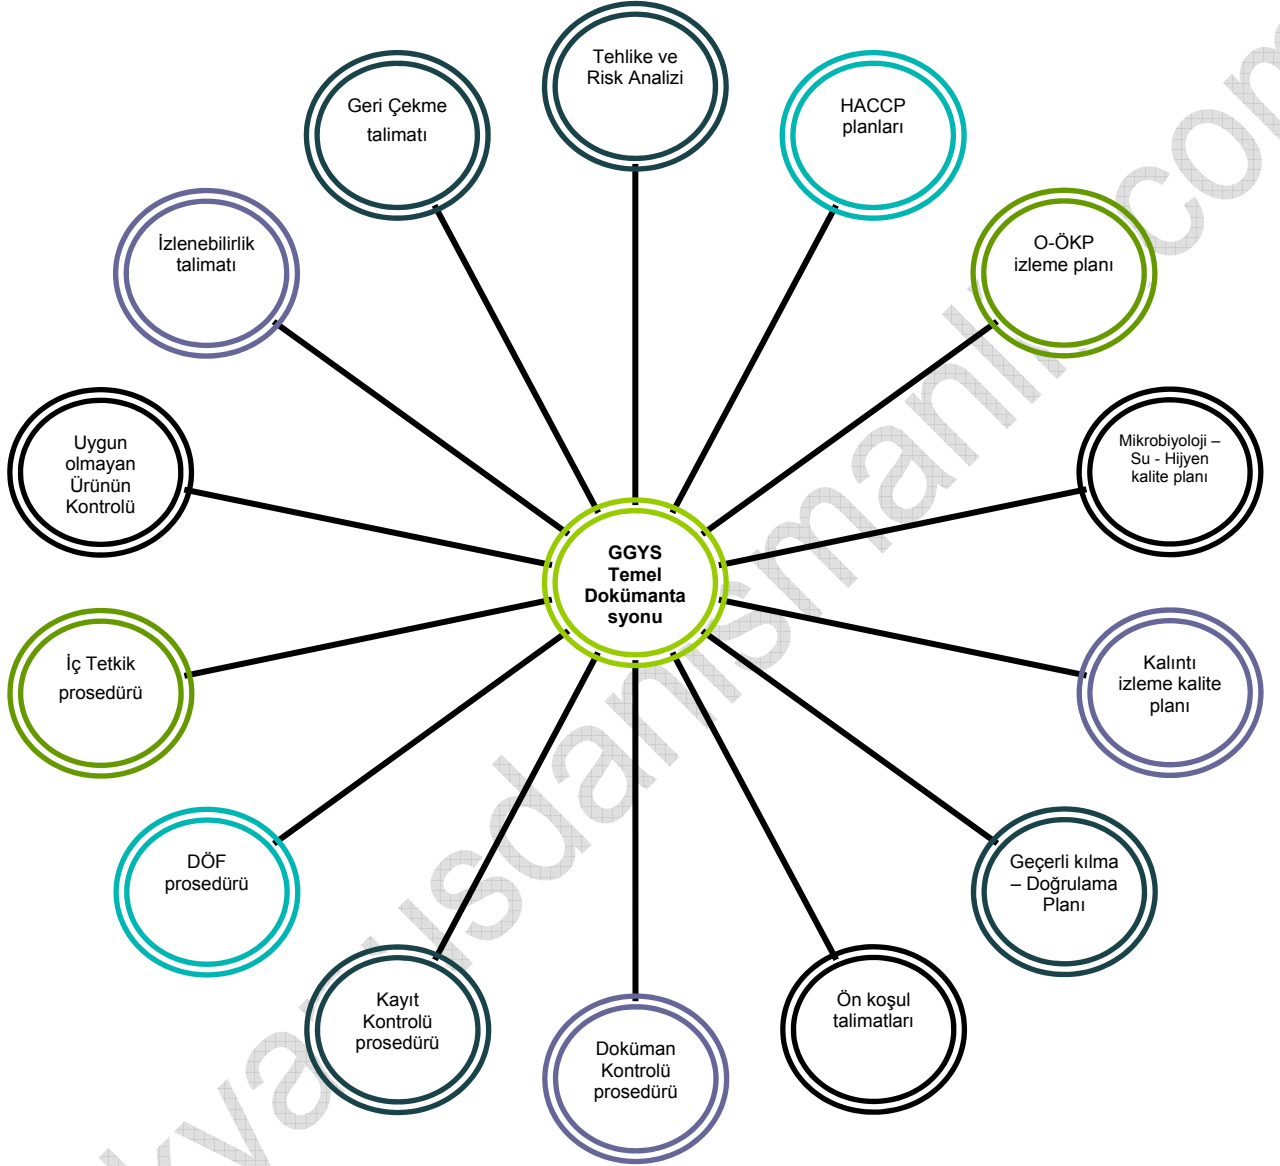 Tehlike ve
Risk Analizi
HACCP
planları
O-ÖKP
izleme planı
Mikrobiyoloji –
Su - Hijyen
kalite planı
Kalıntı
izleme kalite
planı
Geçerli kılma
– Doğrulama
Planı
Ön koşul
talimatları
Doküman
Kontrolü
prosedürü
Kayıt
Kontrolü
prosedürü
DÖF
prosedürü
İç Tetkik
prosedürü
Uygun
olmayan
Ürünün
Kontrolü
İzlenebilirlik
talimatı
Geri Çekme
talimatı
GGYS
Temel
Dokümanta
syonu